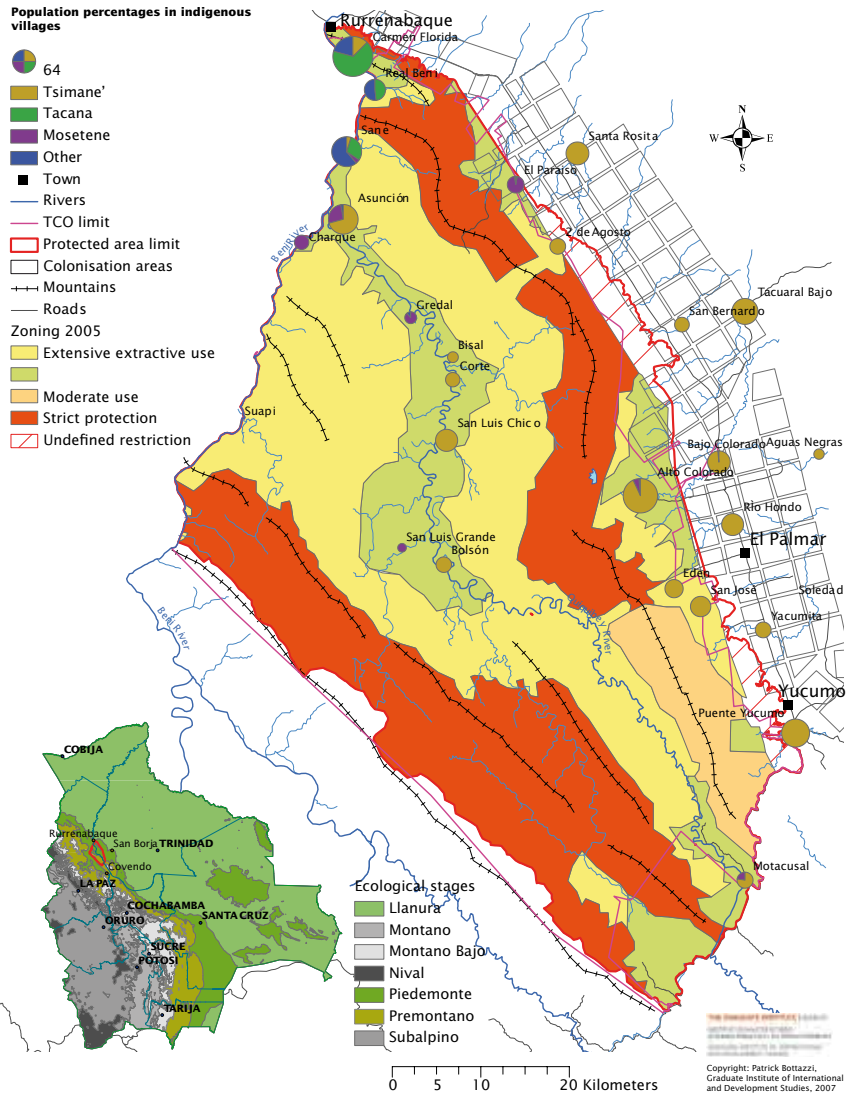 Population percentages in indigenous
villages
64
Tsimane'
Tacana
Mosetene
Other
Town
Rivers
TCO limit
Protected area limit
Colonisation areas
Mountains
Roads
Zoning 2005
Extensive extractive use
Moderate use
Strict protection
Undefined restriction
Rurrenabaque
Carmen Florida
Real Beni
Sane
Asunción
Charque
Beni River
Santa Rosita
El Paraiso
2 de Agosto
N
W E
S
Gredal
Bisal
Corte
San Luis Chico
Suapi
Tacuaral Bajo
San Bernardo
Bajo Colorado
Aguas Negras
Alto Colorado
Río Hondo
El Palmar
San Luis Grande
Bolsón
Edén
San José
Soledad
Yacumita
River
Beni River
Yucumo
Puente Yucumo
Motacusal
COBIJA
Rurrenabaque
San Borja
TRINIDAD
Covendo
LA PAZ
COCHABAMBA
ORURO
SANTA CRUZ
SUCRE
POTOSI
TARIJA
Ecological stages
Llanura
Montano
Montano Bajo
Nival
Piedemonte
Premontano
Subalpino
0 5 10 20 Kilometers
Copyright: Patrick Bottazzi,
Graduate Institute of International
and Development Studies, 2007